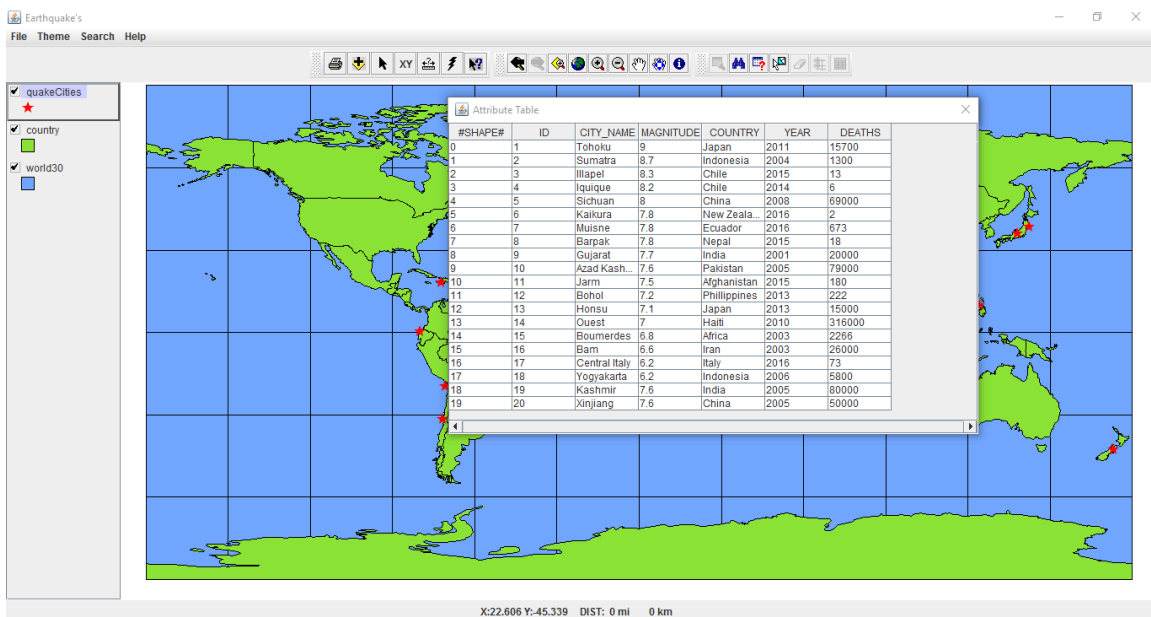 Earthquake's
File Theme Search Help
XY
quakeCities
country
world30
Attribute Table
#SHAPE# ID CITY_NAME MAGNITUDE COUNTRY YEAR DEATHS
0 1 Tohoku 9 Japan 2011 15700
1 2 Sumatra 8.7 Indonesia 2004 1300
2 3 Illapel 8.3 Chile 2015 13
3 4 Iquique 8.2 Chile 2014 6
4 5 Sichuan 8 China 2008 69000
5 6 Kaikura 7.8 New Zeala... 2016 2
6 7 Muisne 7.8 Ecuador 2016 673
7 8 Barpak 7.8 Nepal 2015 18
8 9 Gujarat 7.7 India 2001 20000
9 10 Azad Kash... 7.6 Pakistan 2005 79000
10 11 Jarm 7.5 Afghanistan 2015 180
11 12 Bohol 7.2 Phillippines 2013 222
12 13 Honsu 7.1 Japan 2013 15000
13 14 Ouest 7 Haiti 2010 316000
14 15 Boumerdes 6.8 Africa 2003 2266
15 16 Bam 6.6 Iran 2003 26000
16 17 Central Italy 6.2 Italy 2016 73
17 18 Yogyakarta 6.2 Indonesia 2006 5800
18 19 Kashmir 7.6 India 2005 80000
19 20 Xinjiang 7.6 China 2005 50000
X:22.606 Y:-45.339 DIST: 0 mi 0 km